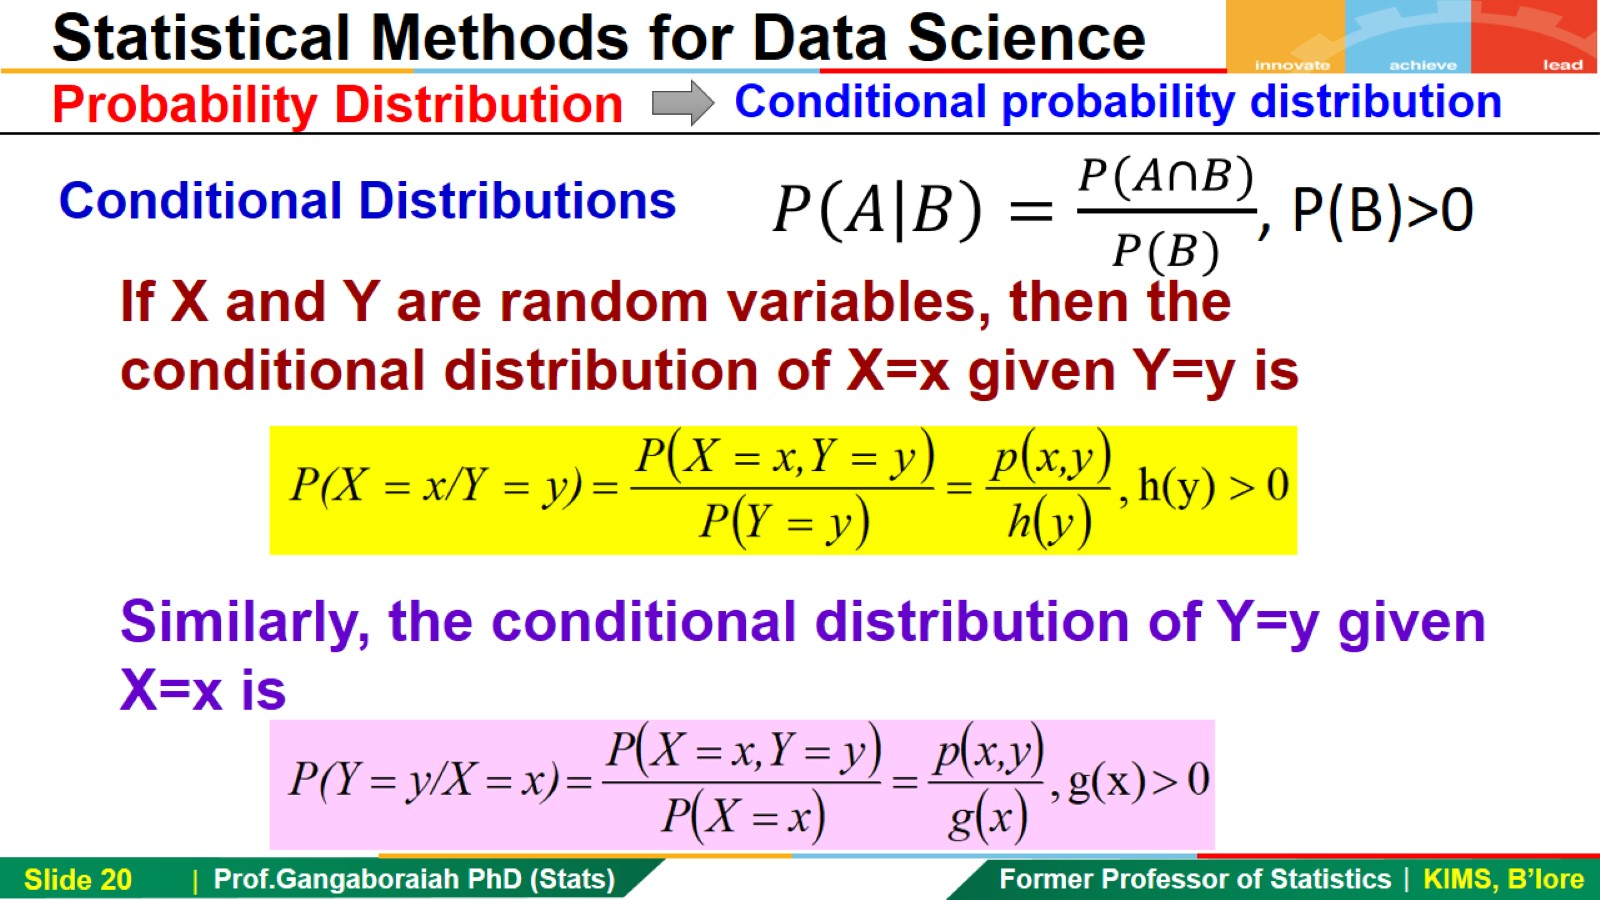 Statistical Methods for Data Science
innovate achieve lead
Probability Distribution Conditional probability distribution
Conditional Distributions P(A|B) = P(A∩B) / P(B), P(B)>0
If X and Y are random variables, then the
conditional distribution of X=x given Y=y is
P(X = x/Y = y) = P(X = x,Y = y) / P(Y = y) = p(x,y) / h(y), h(y) > 0
Similarly, the conditional distribution of Y=y given
X=x is
P(Y = y/X = x) = P(X = x,Y = y) / P(X = x) = p(x,y) / g(x), g(x) > 0
Slide 20 | Prof.Gangaboraiah PhD (Stats) Former Professor of Statistics | KIMS, B’lore